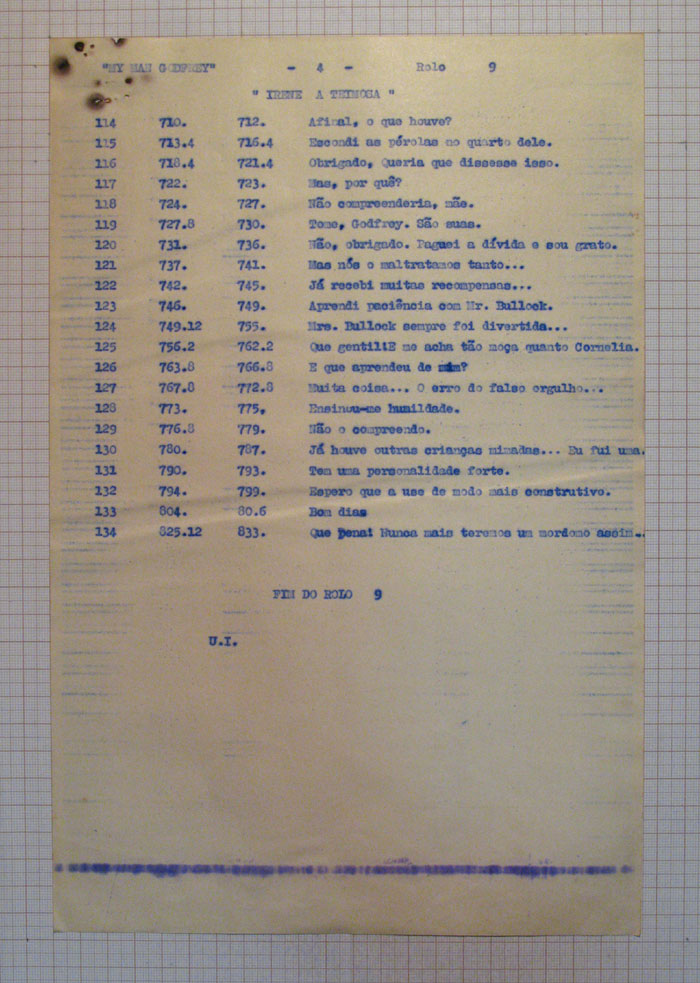 "MY MAN GODFREY" - 4 - Rolo 9
" IRENE A TEIMOSA "
114 710. 712. Afinal, o que houve?
115 713.4 716.4 Escondi as pérolas no quarto dele.
116 718.4 721.4 Obrigado, Queria que dissesse isso.
117 722. 723. Mas, por quê?
118 724. 727. Não compreenderia, mãe.
119 727.8 730. Tome, Godfrey. São suas.
120 731. 736. Não, obrigado. Paguei a dívida e sou grato.
121 737. 741. Mas nós o maltratamos tanto...
122 742. 745. Já recebi muitas recompensas...
123 746. 749. Aprendi paciência com Mr. Bullock.
124 749.12 755. Mrs. Bullock sempre foi divertida...
125 756.2 762.2 Que gentil!E me acha tão moça quanto Cornelia.
126 763.8 766.8 E que aprendeu de mim?
127 767.8 772.8 Muita coisa... O erro do falso orgulho...
128 773. 775, Ensinou-me humildade.
129 776.8 779. Não o compreendo.
130 780. 787. Já houve outras crianças mimadas... Eu fui uma.
131 790. 793. Tem uma personalidade forte.
132 794. 799. Espero que a use de modo mais construtivo.
133 804. 80.6 Bom dias
134 825.12 833. Que pena! Nunca mais teremos um mordomo assim..
FIM DO ROLO 9
U.I.